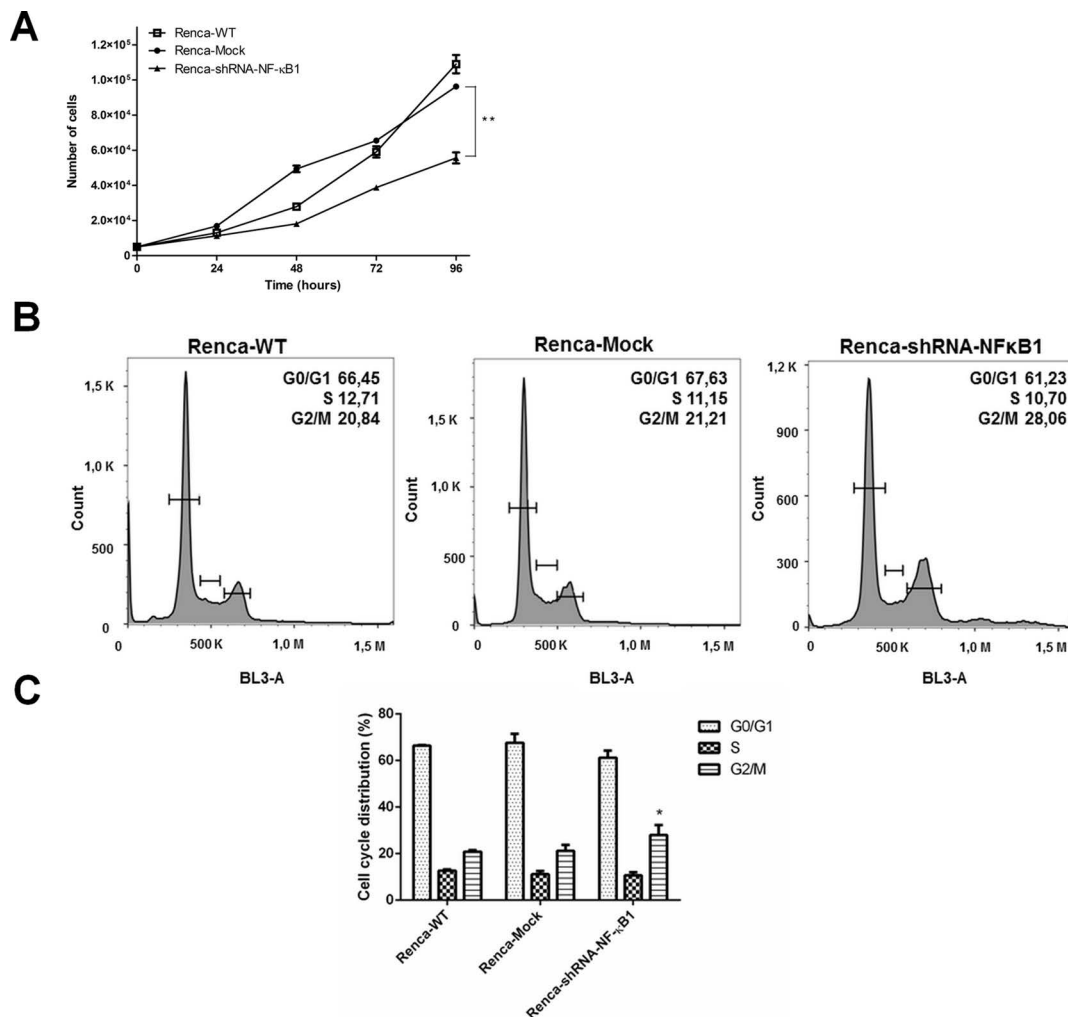 A
Renca-WT
Renca-Mock
Renca-shRNA-NF-κB1
Number of cells
1.2×10⁵
1.0×10⁵
8.0×10⁴
6.0×10⁴
4.0×10⁴
2.0×10⁴
0
**
0 24 48 72 96
Time (hours)
B
Renca-WT
G0/G1 66,45
S 12,71
G2/M 20,84
Count
1,5 K
1,0 K
500
0
0 500 K 1,0 M 1,5 M
BL3-A
Renca-Mock
G0/G1 67,63
S 11,15
G2/M 21,21
Count
1,5 K
1,0 K
500
0
0 500 K 1,0 M 1,5 M
BL3-A
Renca-shRNA-NFκB1
G0/G1 61,23
S 10,70
G2/M 28,06
Count
1,2 K
900
600
300
0
0 500 K 1,0 M 1,5 M
BL3-A
C
Cell cycle distribution (%)
80
60
40
20
0
*
G0/G1
S
G2/M
Renca-WT
Renca-Mock
Renca-shRNA-NF-κB1